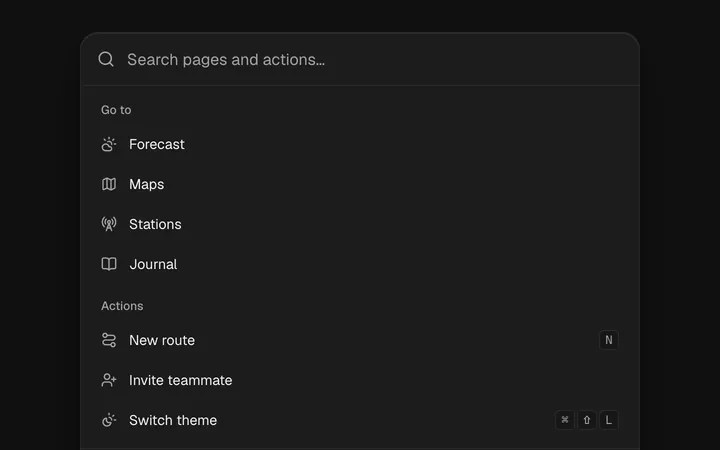 Search pages and actions...
Go to
Forecast
Maps
Stations
Journal
Actions
New route N
Invite teammate
Switch theme ⌘ ⇧ L